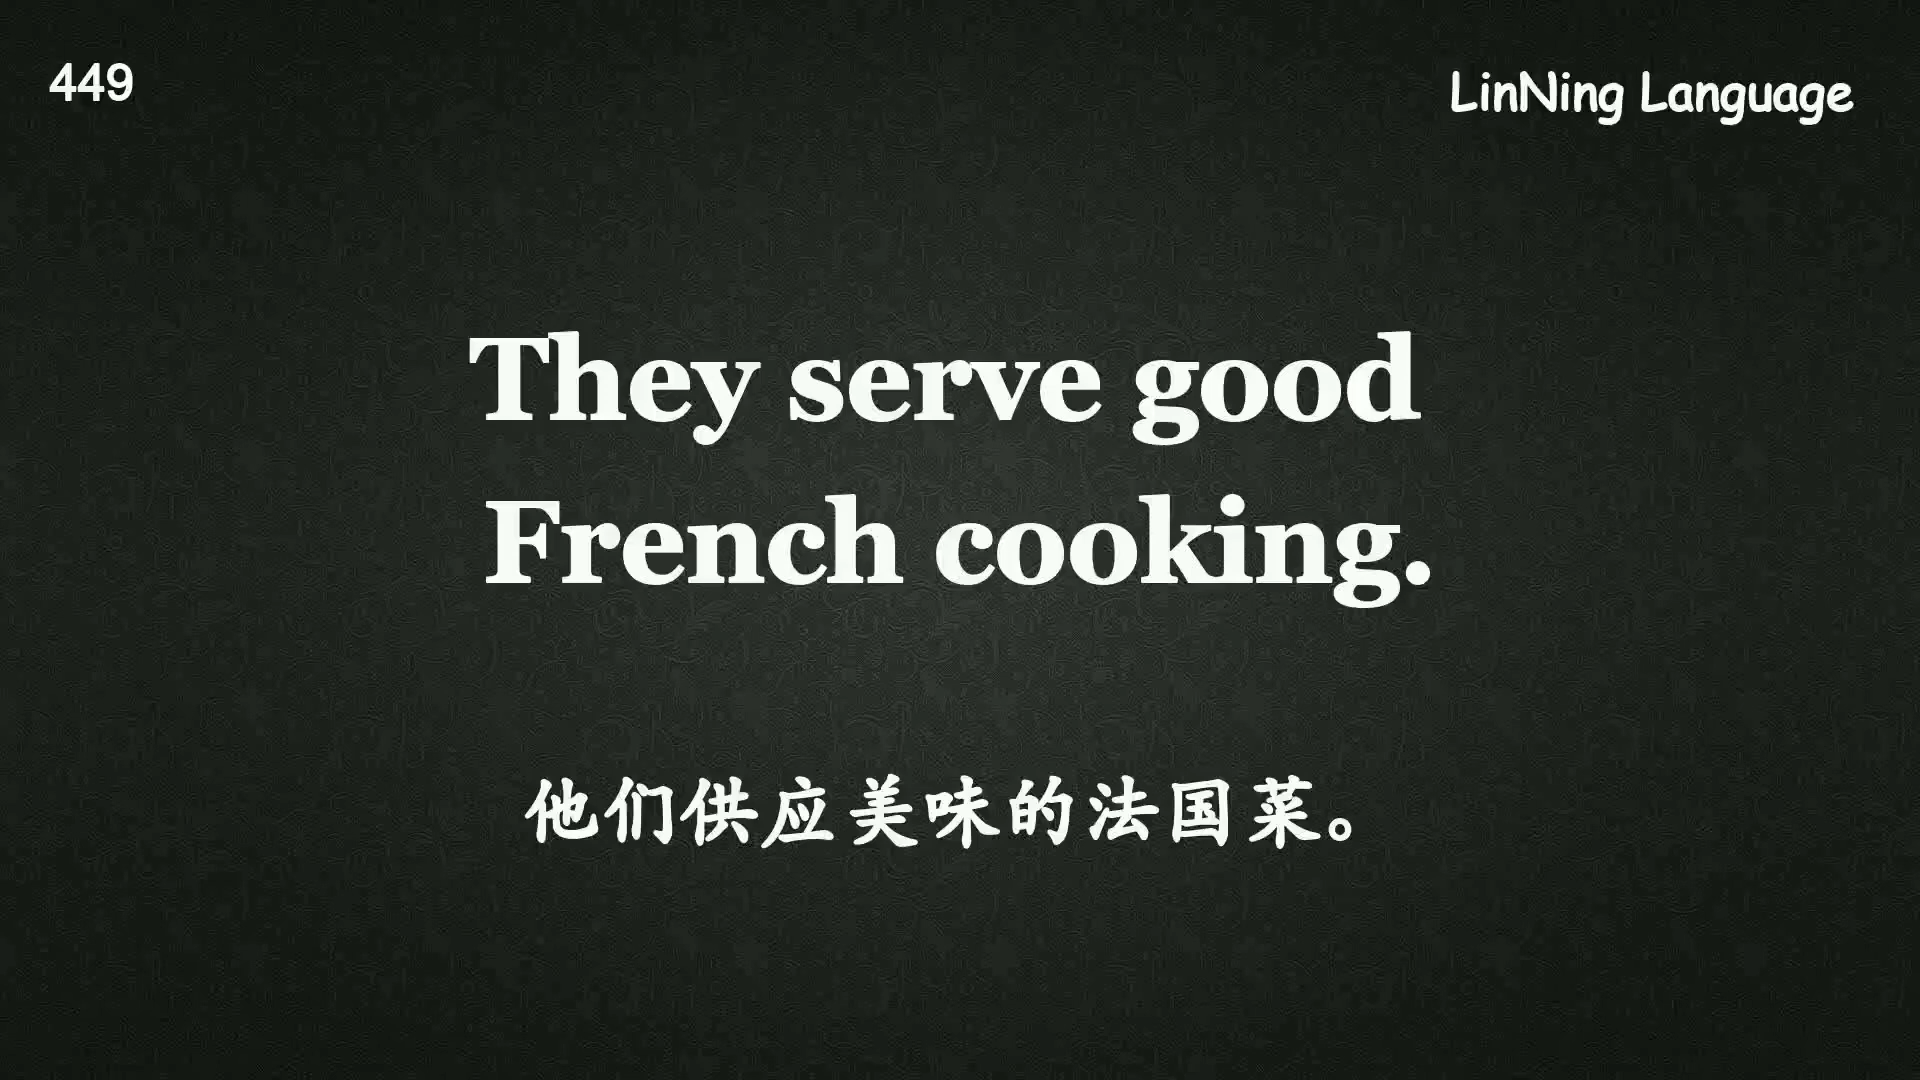 449
LinNing Language
They serve good
French cooking.
他们供应美味的法国菜。